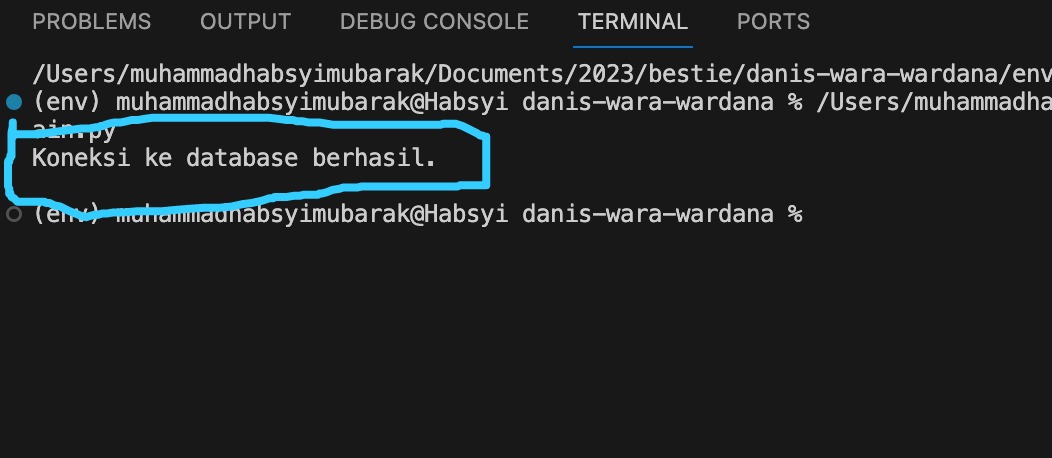 PROBLEMS OUTPUT DEBUG CONSOLE TERMINAL PORTS
/Users/muhammadhabsyimubarak/Documents/2023/bestie/danis-wara-wardana/env
(env) muhammadhabsyimubarak@Habsyi danis-wara-wardana % /Users/muhammadha
ain.py
Koneksi ke database berhasil.
(env) muhammadhabsyimubarak@Habsyi danis-wara-wardana %